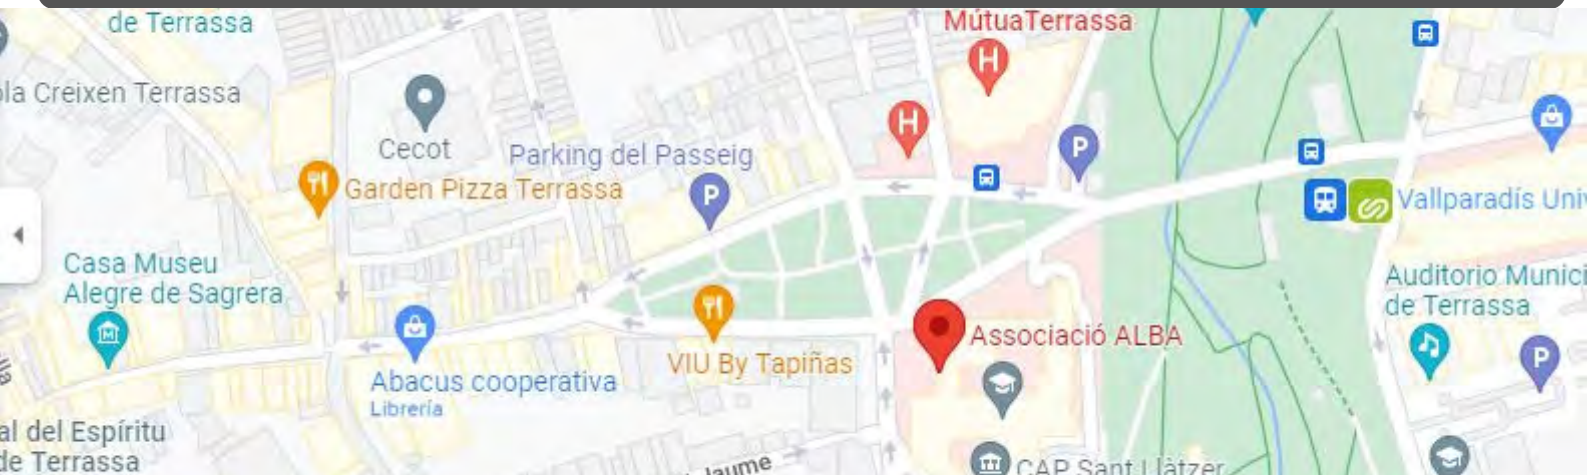 de Terrassa
MútuaTerrassa
la Creixen Terrassa
Cecot
Parking del Passeig
Garden Pizza Terrassa
H
H
P
P
Vallparadís Univ
Casa Museu
Alegre de Sagrera
M
Auditorio Munici
de Terrassa
P
Associació ALBA
VIU By Tapiñas
Abacus cooperativa
Librería
al del Espíritu
de Terrassa
Jaume
CAP Sant Llàtzer